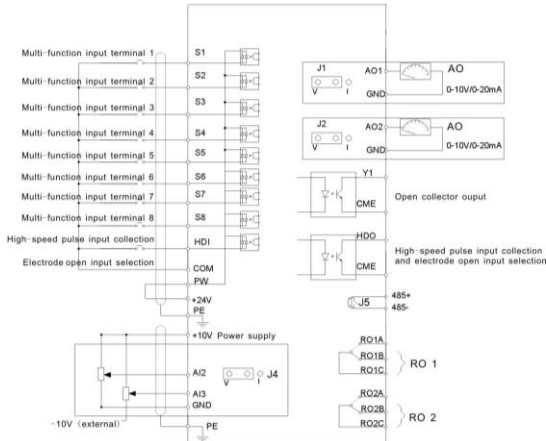 Multi-function input terminal 1
S1
Multi-function input terminal 2
S2
Multi-function input terminal 3
S3
Multi-function input terminal 4
S4
Multi-function input terminal 5
S5
Multi-function input terminal 6
S6
Multi-function input terminal 7
S7
Multi-function input terminal 8
S8
High-speed pulse input collection
HDI
Electrode open input selection
COM
PW
+24V
PE
+10V Power supply
AI2
V I J4
AI3
GND
-10V (external)
PE
J1
V I
AO1
AO
GND
0-10V/0-20mA
J2
V I
AO2
AO
GND
0-10V/0-20mA
Y1
Open collector ouput
CME
HDO
High-speed pulse input collection
and electrode open input selection
CME
J5
485+
485-
RO1A
RO1B
RO1C
RO 1
RO2A
RO2B
RO2C
RO 2